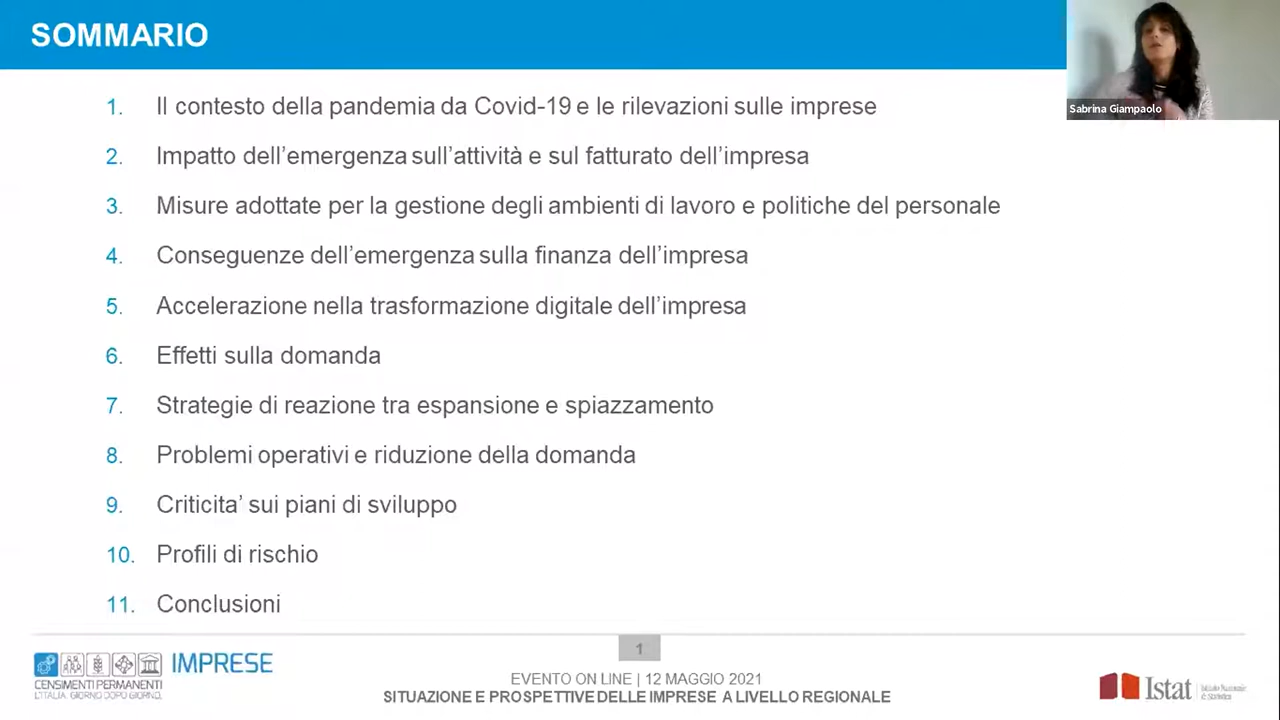 SOMMARIO
Sabrina Giampaolo
1. Il contesto della pandemia da Covid-19 e le rilevazioni sulle imprese
2. Impatto dell’emergenza sull’attività e sul fatturato dell’impresa
3. Misure adottate per la gestione degli ambienti di lavoro e politiche del personale
4. Conseguenze dell’emergenza sulla finanza dell’impresa
5. Accelerazione nella trasformazione digitale dell’impresa
6. Effetti sulla domanda
7. Strategie di reazione tra espansione e spiazzamento
8. Problemi operativi e riduzione della domanda
9. Criticita’ sui piani di sviluppo
10. Profili di rischio
11. Conclusioni
1
IMPRESE
CENSIMENTI PERMANENTI
L'ITALIA, GIORNO DOPO GIORNO.
EVENTO ON LINE | 12 MAGGIO 2021
SITUAZIONE E PROSPETTIVE DELLE IMPRESE A LIVELLO REGIONALE
Istat
Istituto Nazionale
di Statistica